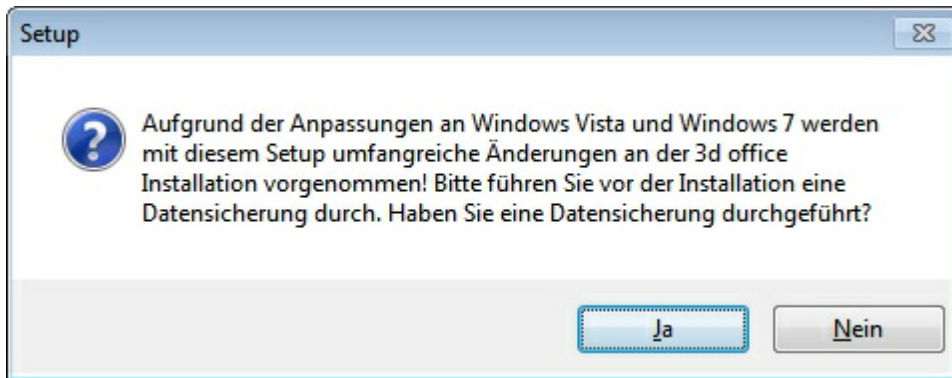 Setup
Aufgrund der Anpassungen an Windows Vista und Windows 7 werden
mit diesem Setup umfangreiche Änderungen an der 3d office
Installation vorgenommen! Bitte führen Sie vor der Installation eine
Datensicherung durch. Haben Sie eine Datensicherung durchgeführt?
Ja
Nein